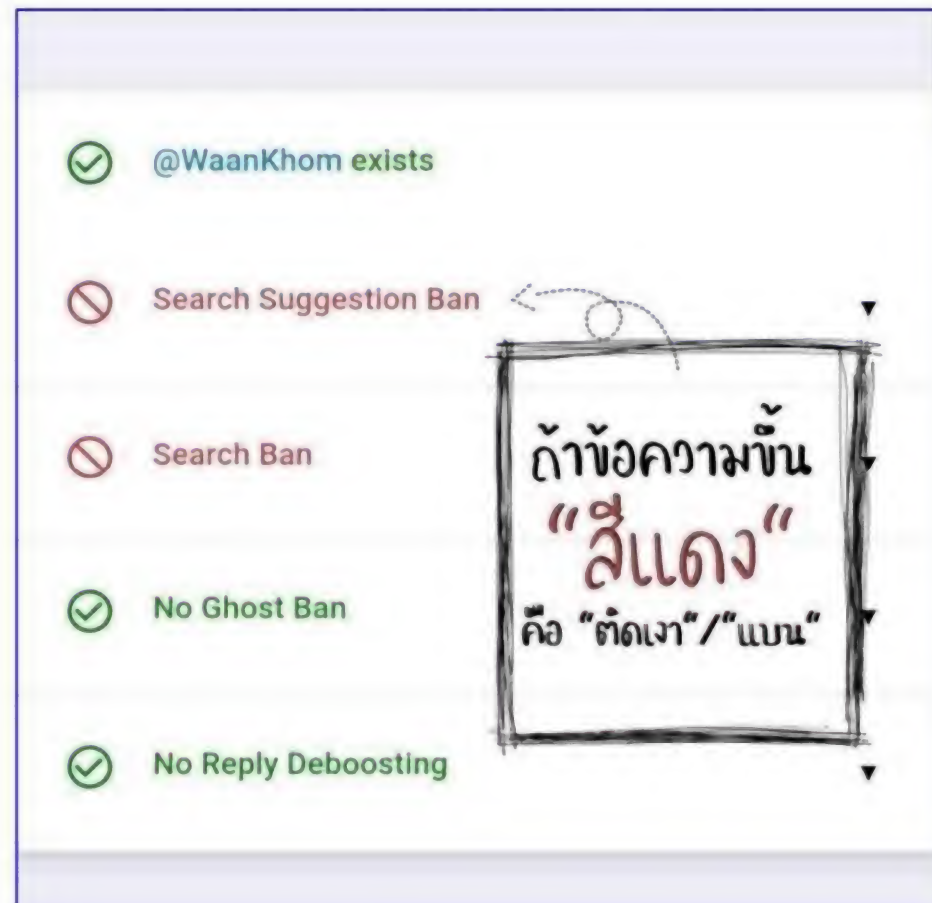 @WaanKhom exists
Search Suggestion Ban
Search Ban
ถ้าข้อความขึ้น
“สีแดง“
คือ “ติดเงา“/“แบน“
No Ghost Ban
No Reply Deboosting